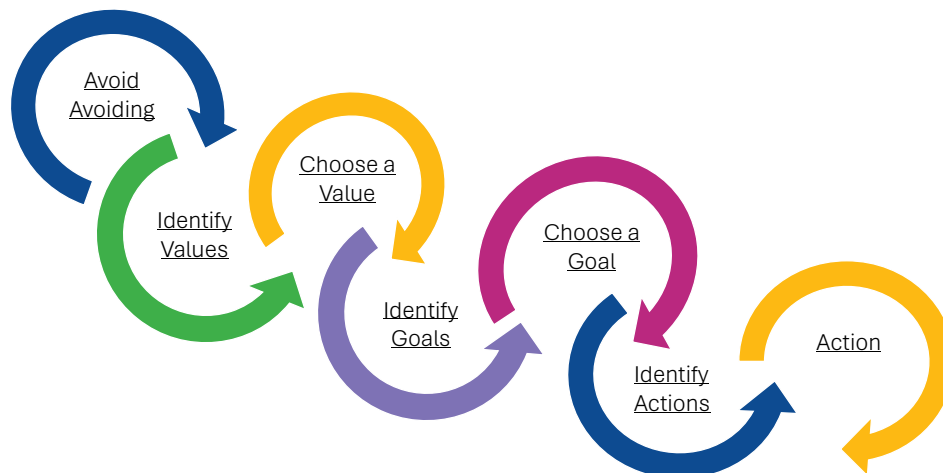 Avoid
Avoiding
Identify
Values
Choose a
Value
Identify
Goals
Choose a
Goal
Identify
Actions
Action